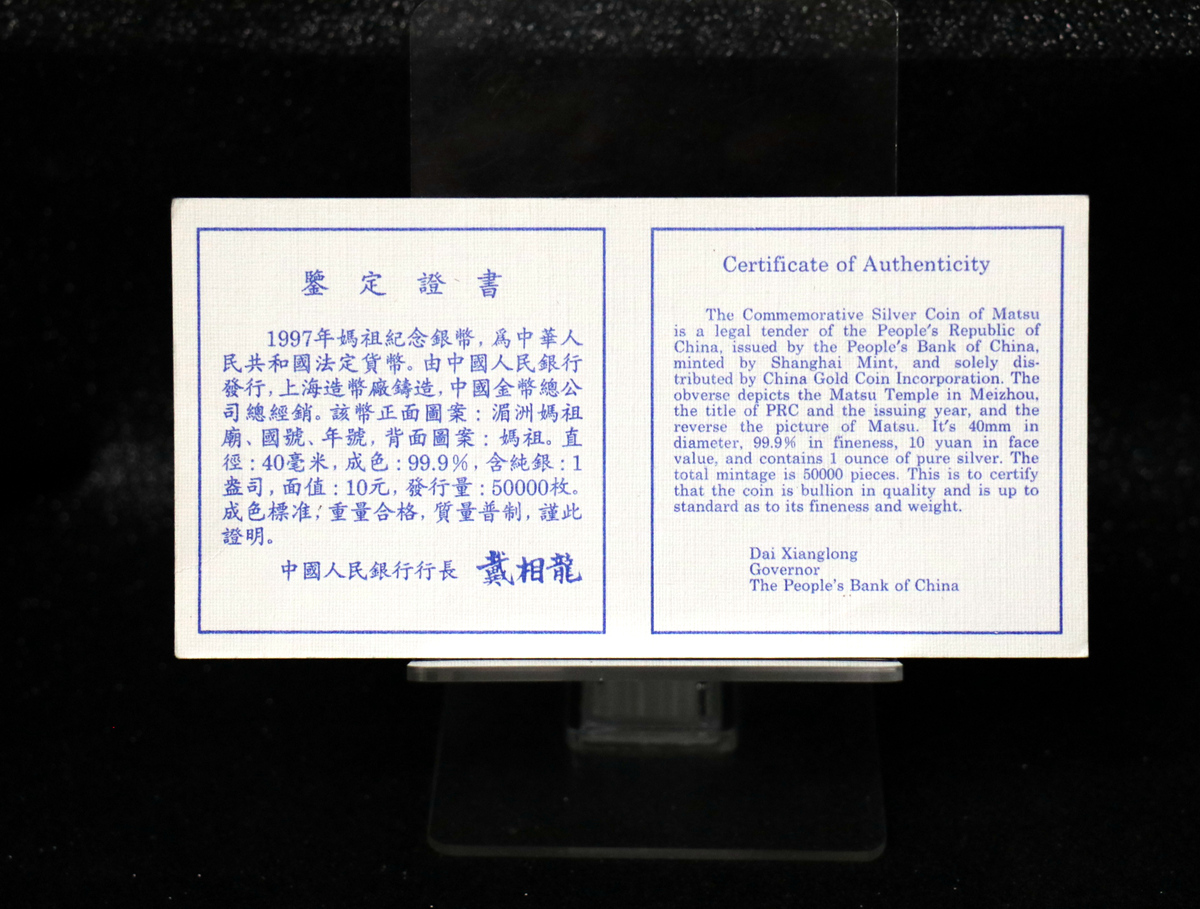 鑒 定 證 書
1997年媽祖紀念銀幣，爲中華人
民共和國法定貨幣。由中國人民銀行
發行，上海造幣廠鑄造，中國金幣總公
司總經銷。該幣正面圖案：湄洲媽祖
廟、國號、年號，背面圖案：媽祖。直
徑：40毫米，成色：99.9%，含純銀：1
盎司，面值：10元，發行量：50000枚。
成色標准，重量合格，質量普制，謹此
證明。
中國人民銀行行長 戴相龍
Certificate of Authenticity
The Commemorative Silver Coin of Matsu
is a legal tender of the People's Republic of
China, issued by the People's Bank of China,
minted by Shanghai Mint, and solely dis-
tributed by China Gold Coin Incorporation. The
obverse depicts the Matsu Temple in Meizhou,
the title of PRC and the issuing year, and the
reverse the picture of Matsu. It's 40mm in
diameter, 99.9% in fineness, 10 yuan in face
value, and contains 1 ounce of pure silver. The
total mintage is 50000 pieces. This is to certify
that the coin is bullion in quality and is up to
standard as to its fineness and weight.
Dai Xianglong
Governor
The People's Bank of China